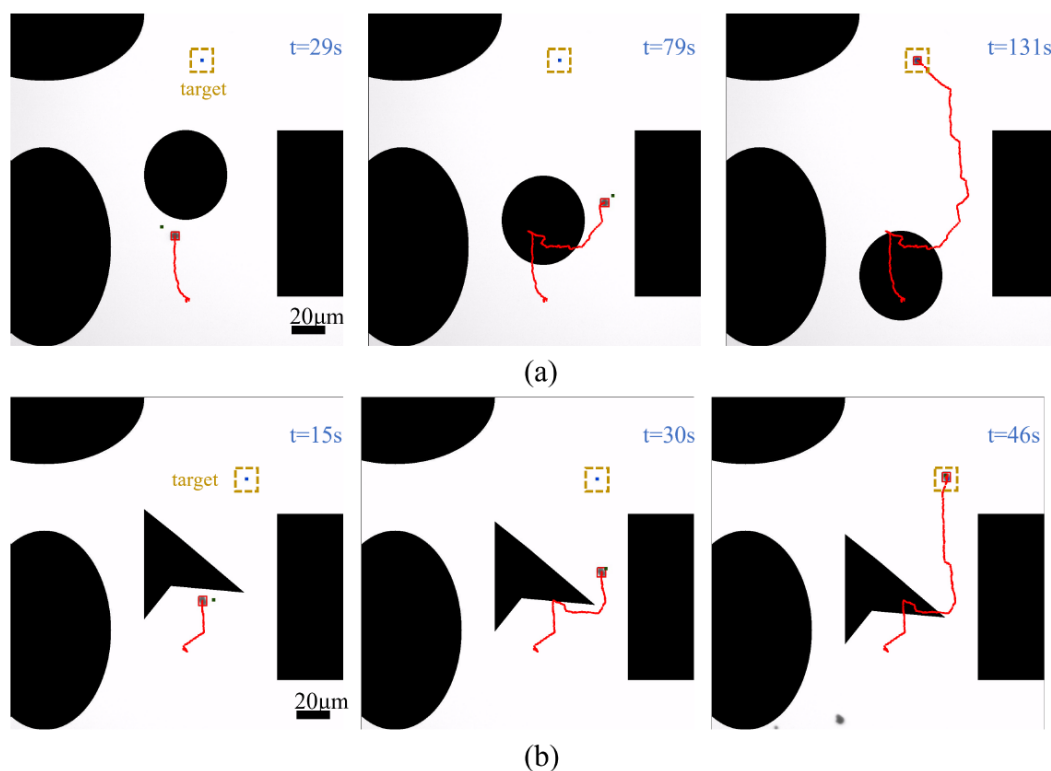 t=29s
t=79s
t=131s
target
20μm
(a)
t=15s
t=30s
t=46s
target
20μm
(b)